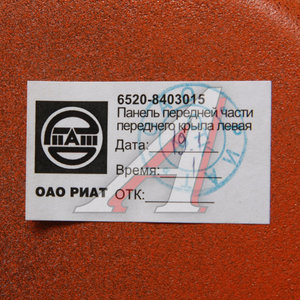 6520-8403015
Панель передней части
переднего крыла левая
Дата:
Время:
ОАО РИАТ
ОТК: